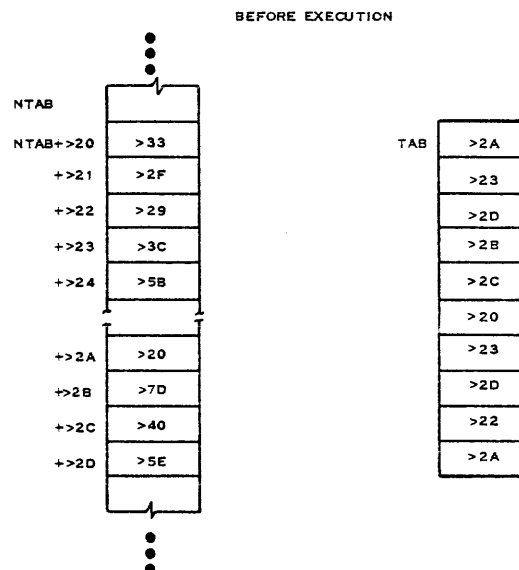 BEFORE EXECUTION
NTAB
NTAB+>20 >33 TAB >2A
+>21 >2F >23
+>22 >29 >2D
+>23 >3C >2B
+>24 >5B >2C
>20
+>2A >20 >23
+>2B >7D >2D
+>2C >40 >22
+>2D >5E >2A